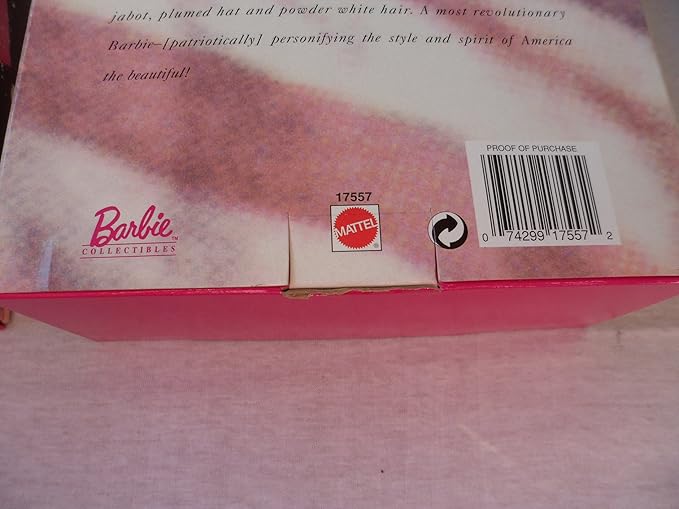 jabot, plumed hat and powder white hair. A most revolutionary
Barbie–[patriotically] personifying the style and spirit of America
the beautiful!
PROOF OF PURCHASE
17557
Barbie™
COLLECTIBLES
MATTEL®
0 74299 17557 2